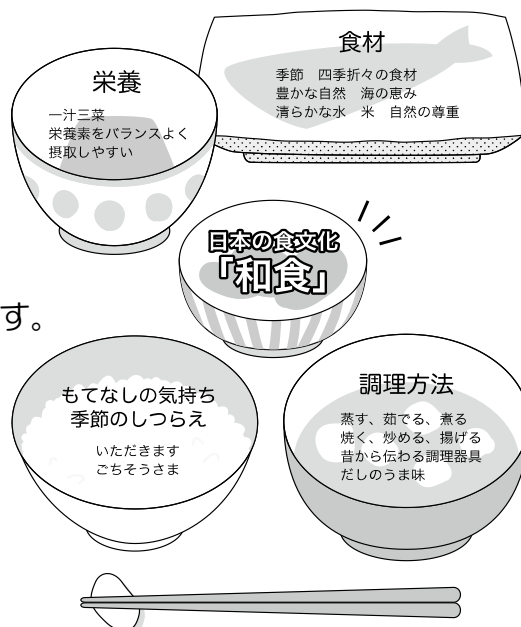 食材
季節　四季折々の食材
豊かな自然　海の恵み
清らかな水　米　自然の尊重
栄養
一汁三菜
栄養素をバランスよく
摂取しやすい
日本の食文化
「和食」
す。
もてなしの気持ち
季節のしつらえ
いただきます
ごちそうさま
調理方法
蒸す、茹でる、煮る
焼く、炒める、揚げる
昔から伝わる調理器具
だしのうま味